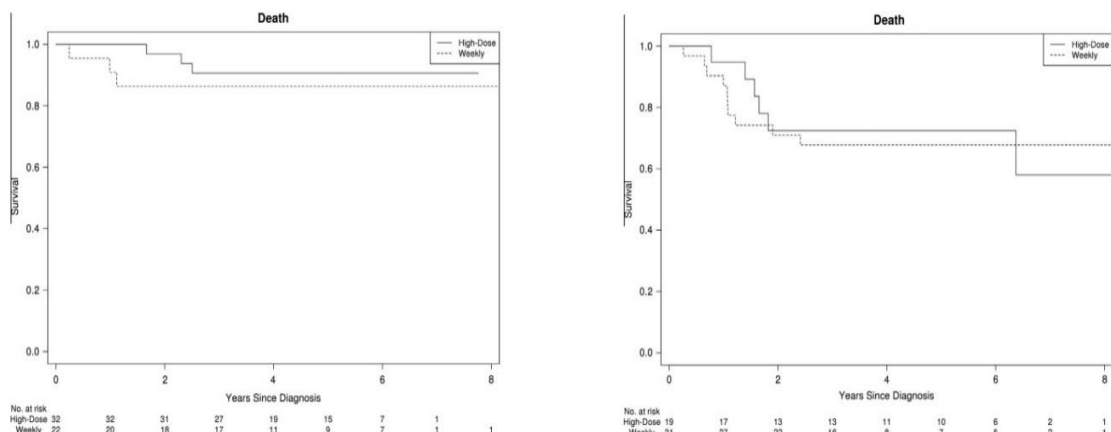 Death
High-Dose
Weekly
Survival
1.0
0.8
0.6
0.4
0.2
0.0
0 2 4 6 8
Years Since Diagnosis
No. at risk
High-Dose 32 32 31 27 19 15 7 1
Weekly 22 20 18 17 11 9 7 1 1
Death
High-Dose
Weekly
Survival
1.0
0.8
0.6
0.4
0.2
0.0
0 2 4 6 8
Years Since Diagnosis
No. at risk
High-Dose 19 17 13 13 11 10 6 2 1
Weekly